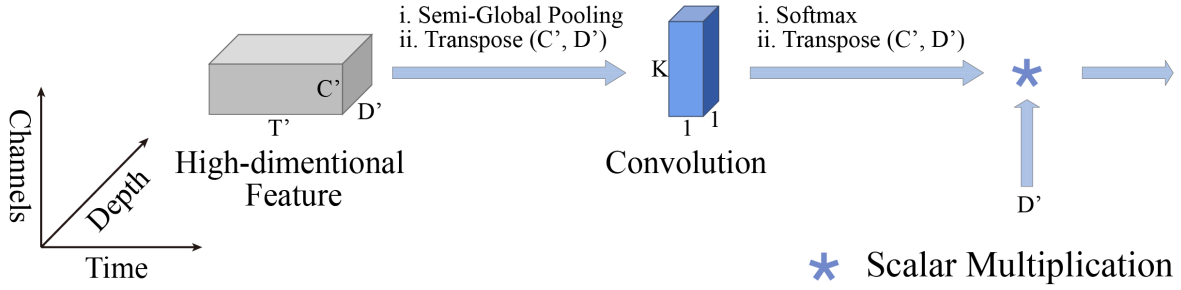 i. Semi-Global Pooling
ii. Transpose (C’, D’)
i. Softmax
ii. Transpose (C’, D’)
C’
D’
T’
K
1
1
*
High-dimentional
Feature
Convolution
D’
Channels
Depth
Time
* Scalar Multiplication